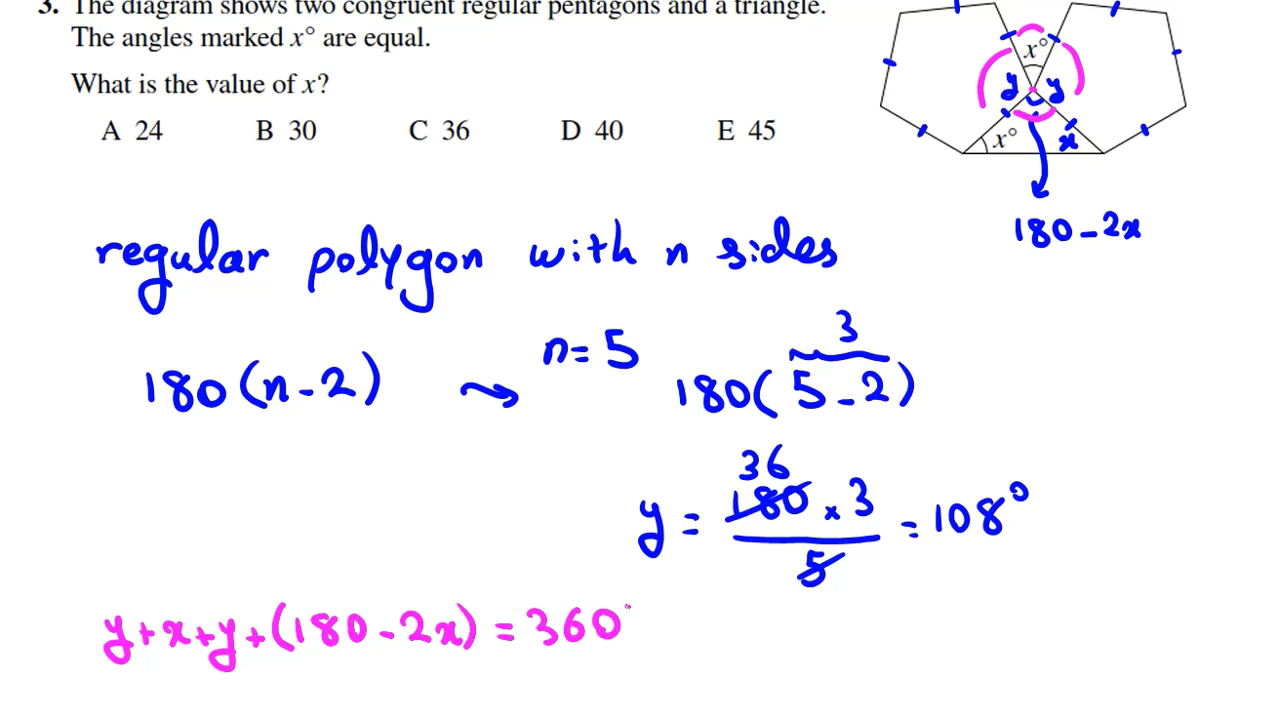 3. The diagram shows two congruent regular pentagons and a triangle.
The angles marked x° are equal.
What is the value of x?
A 24 B 30 C 36 D 40 E 45
x°
y y
x° x
180-2x
regular polygon with n sides
n=5
3
180(n-2) 180(5-2)
36
y = 180 x 3 / 5 = 108°
y+x+y+(180-2x)=360°